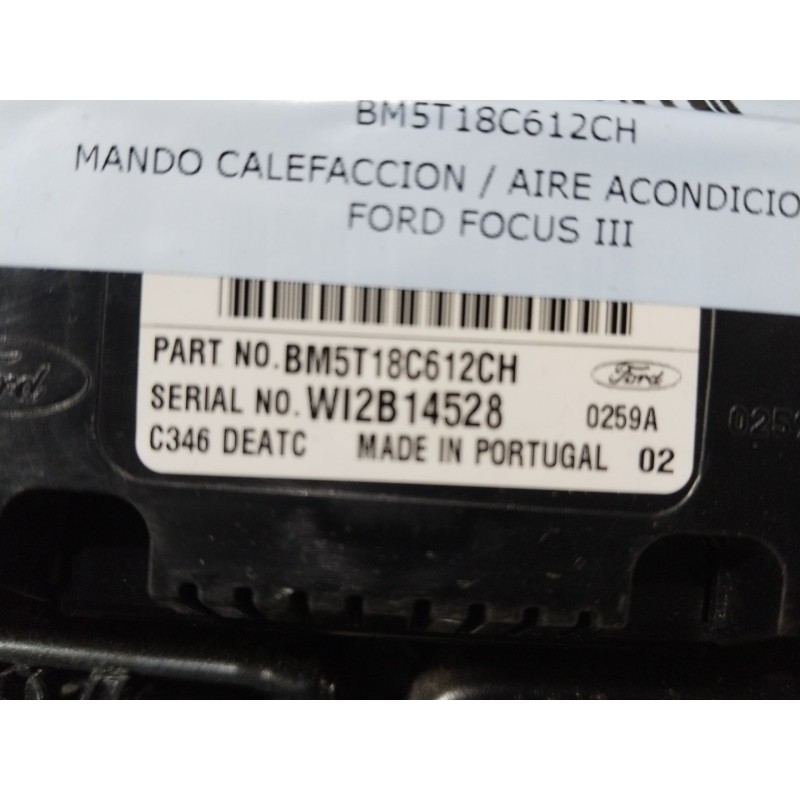 BM5T18C612CH
MANDO CALEFACCION / AIRE ACONDICIO
FORD FOCUS III
PART NO. BM5T18C612CH
Ford
SERIAL NO. WI2B14528
0259A
C346 DEATC MADE IN PORTUGAL 02
Ford